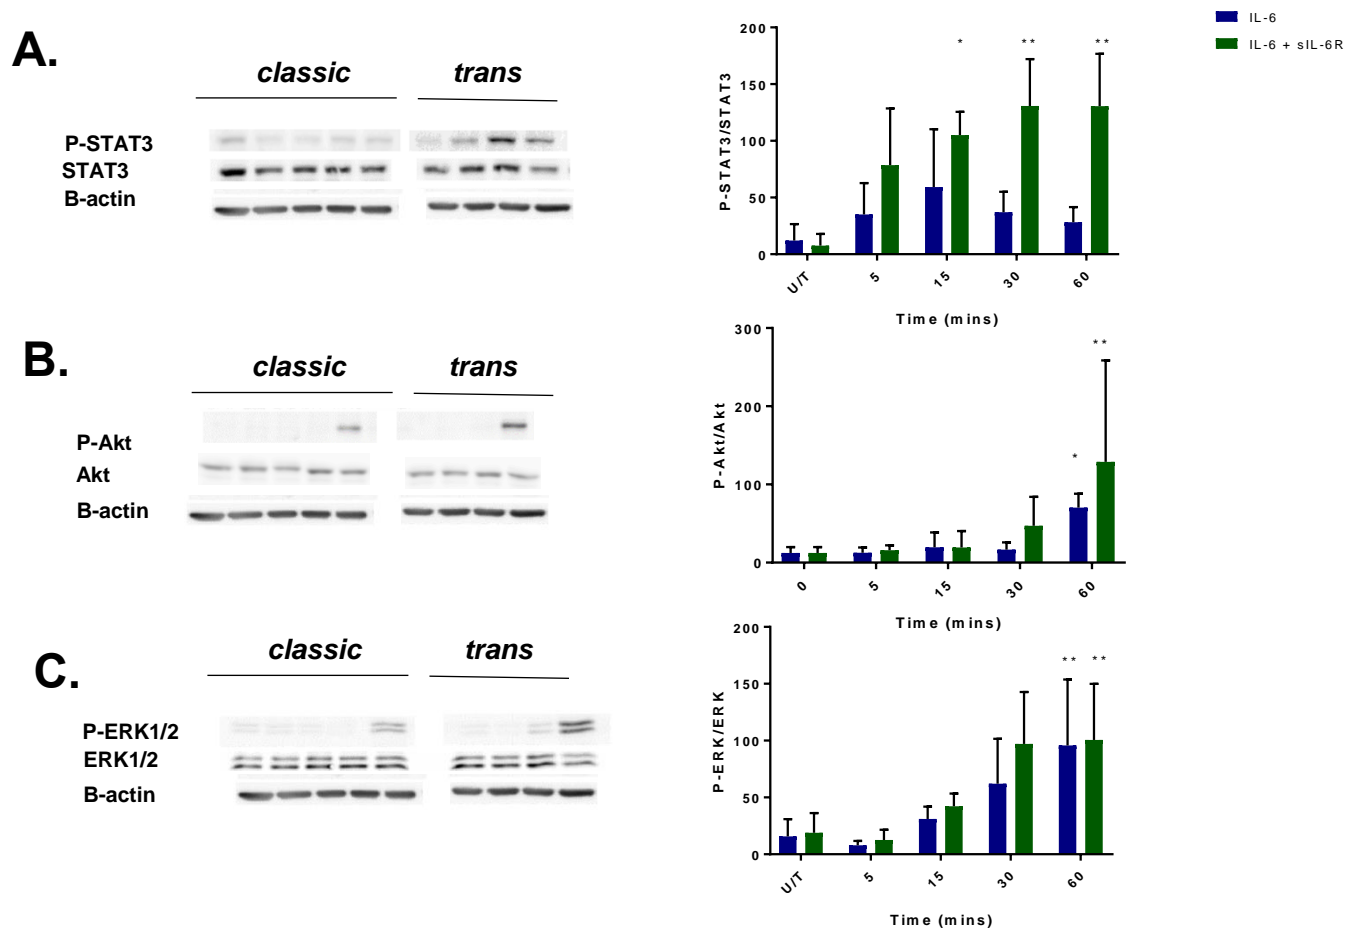 A.
classic trans
P-STAT3
STAT3
B-actin
P-STAT3/STAT3
200
150
100
50
0
* ** **
U/T 5 15 30 60
Time (mins)
IL-6
IL-6 + sIL-6R
B.
classic trans
P-Akt
Akt
B-actin
P-Akt/Akt
300
200
100
0
* **
0 5 15 30 60
Time (mins)
C.
classic trans
P-ERK1/2
ERK1/2
B-actin
P-ERK/ERK
200
150
100
50
0
** **
U/T 5 15 30 60
Time (mins)